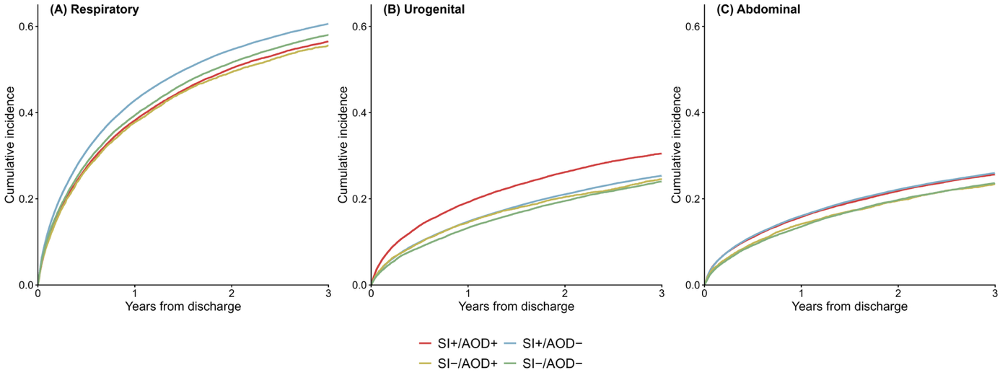 (A) Respiratory
(B) Urogenital
(C) Abdominal
Cumulative incidence
0.6
0.4
0.2
0.0
0 1 2 3
Years from discharge
Cumulative incidence
0.6
0.4
0.2
0.0
0 1 2 3
Years from discharge
Cumulative incidence
0.6
0.4
0.2
0.0
0 1 2 3
Years from discharge
SI+/AOD+ SI+/AOD−
SI−/AOD+ SI−/AOD−